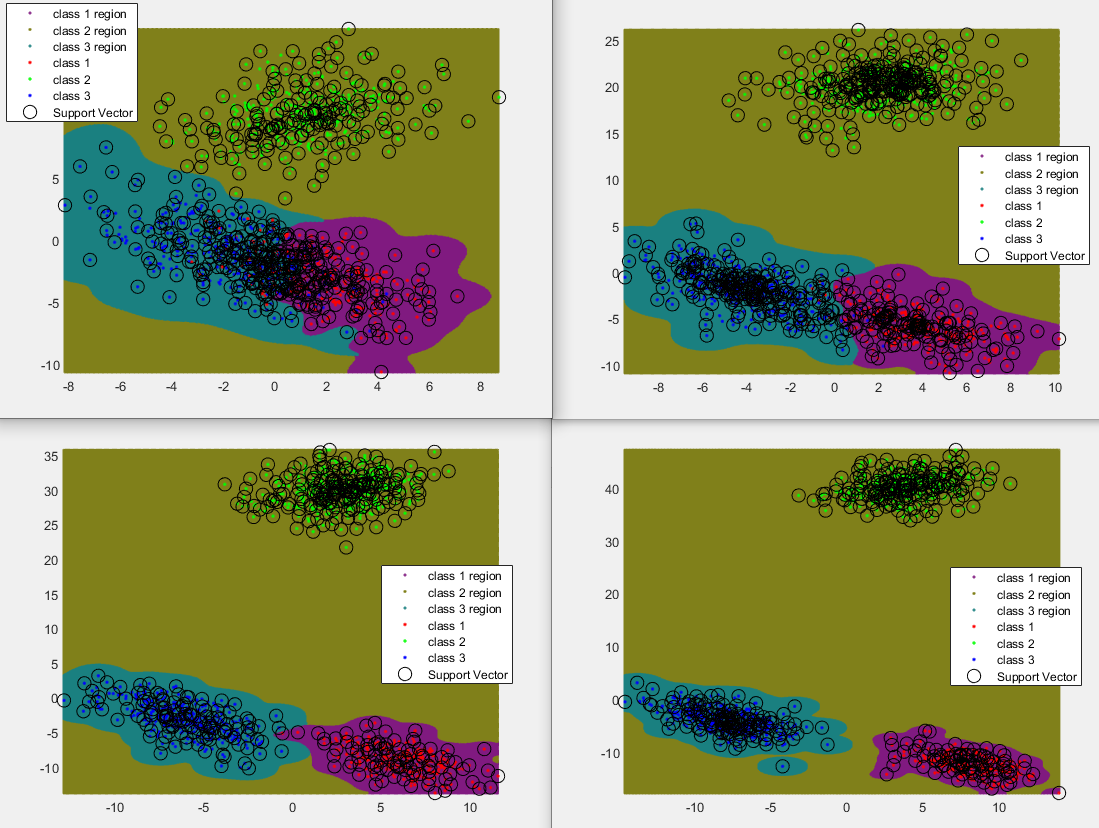 class 1 region
class 2 region
class 3 region
class 1
class 2
class 3
Support Vector
5
0
-5
-10
-8 -6 -4 -2 0 2 4 6 8
25
20
15
10
5
0
-5
-10
class 1 region
class 2 region
class 3 region
class 1
class 2
class 3
Support Vector
-8 -6 -4 -2 0 2 4 6 8 10
35
30
25
20
15
10
5
0
-5
-10
class 1 region
class 2 region
class 3 region
class 1
class 2
class 3
Support Vector
-10 -5 0 5 10
40
30
20
10
0
-10
class 1 region
class 2 region
class 3 region
class 1
class 2
class 3
Support Vector
-10 -5 0 5 10